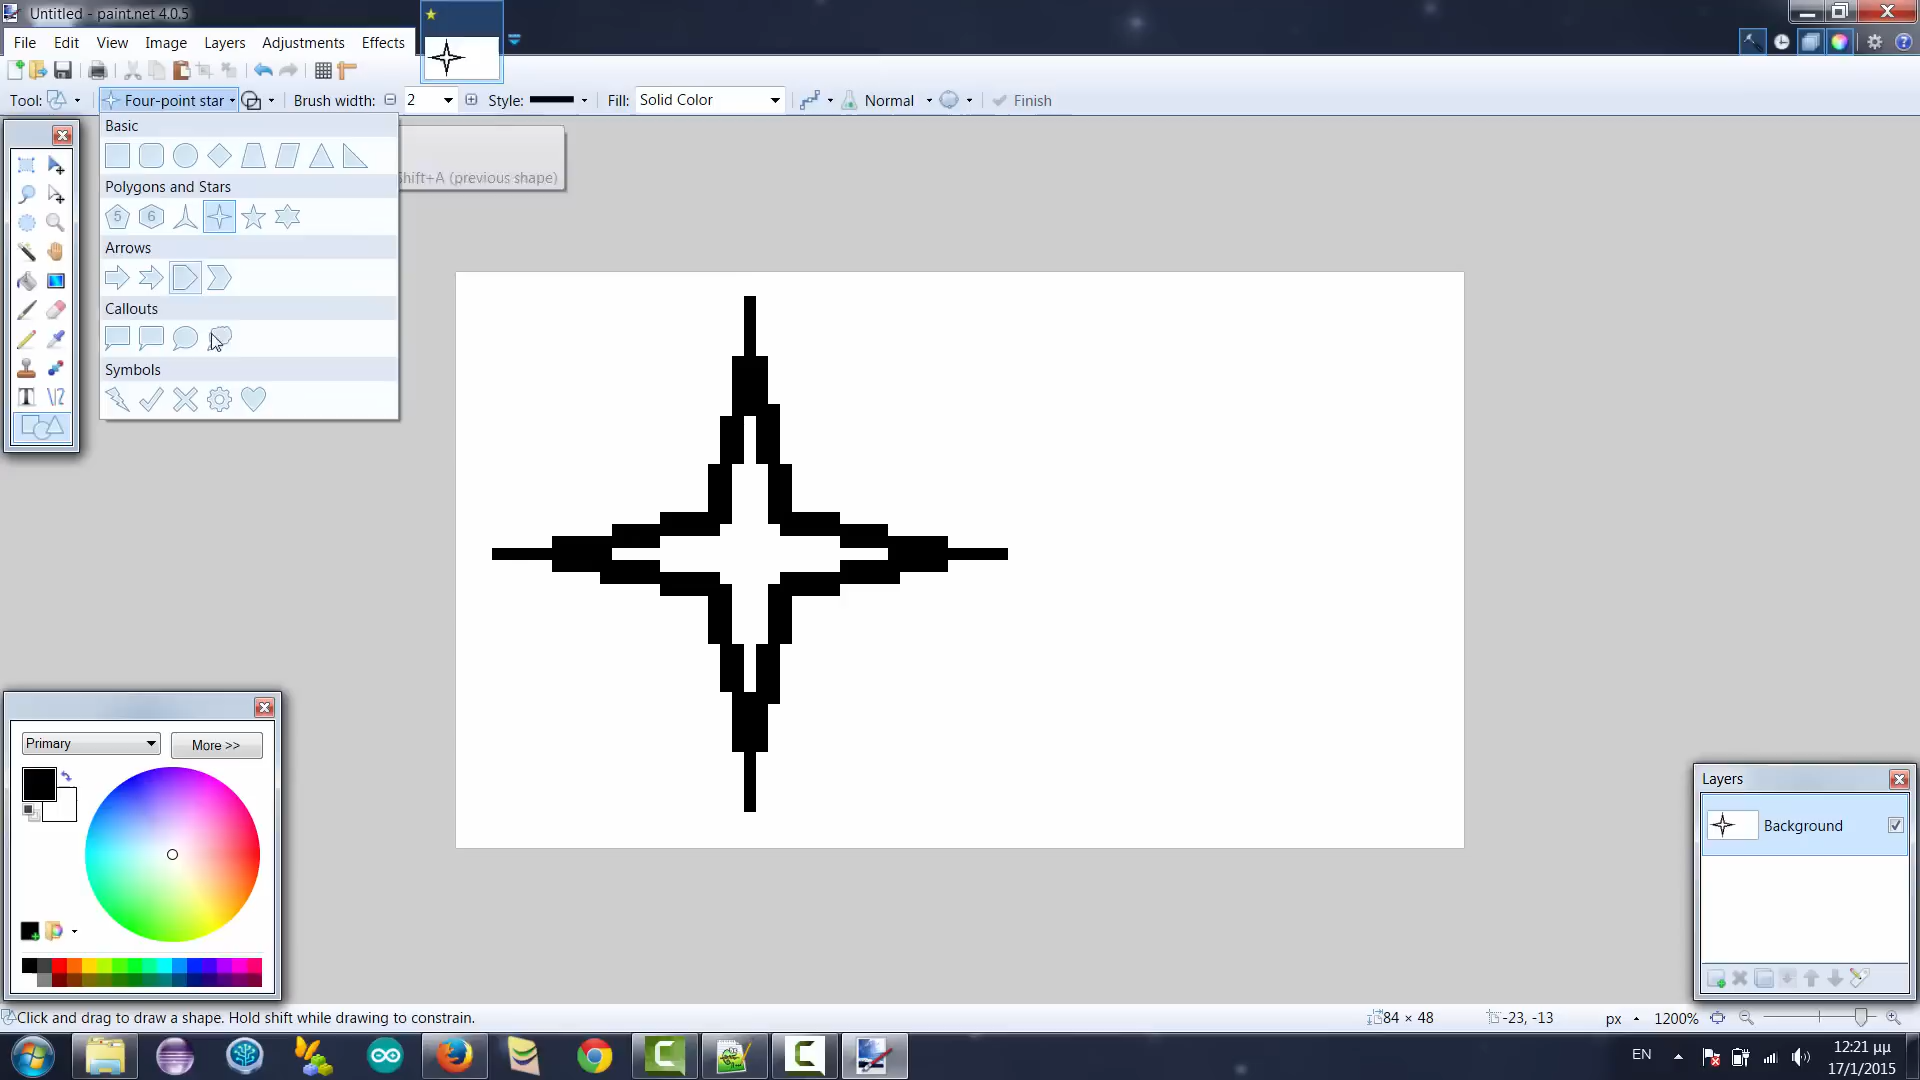 Untitled - paint.net 4.0.5
File Edit View Image Layers Adjustments Effects
Tool: Four-point star Brush width: 2 Style: Fill: Solid Color Normal Finish
Basic
Shift+A (previous shape)
Polygons and Stars
5 6
Arrows
Callouts
Symbols
Primary More >>
Layers
Background
Click and drag to draw a shape. Hold shift while drawing to constrain. 84 × 48 -23, -13 px 1200%
EN 12:21 μμ
17/1/2015